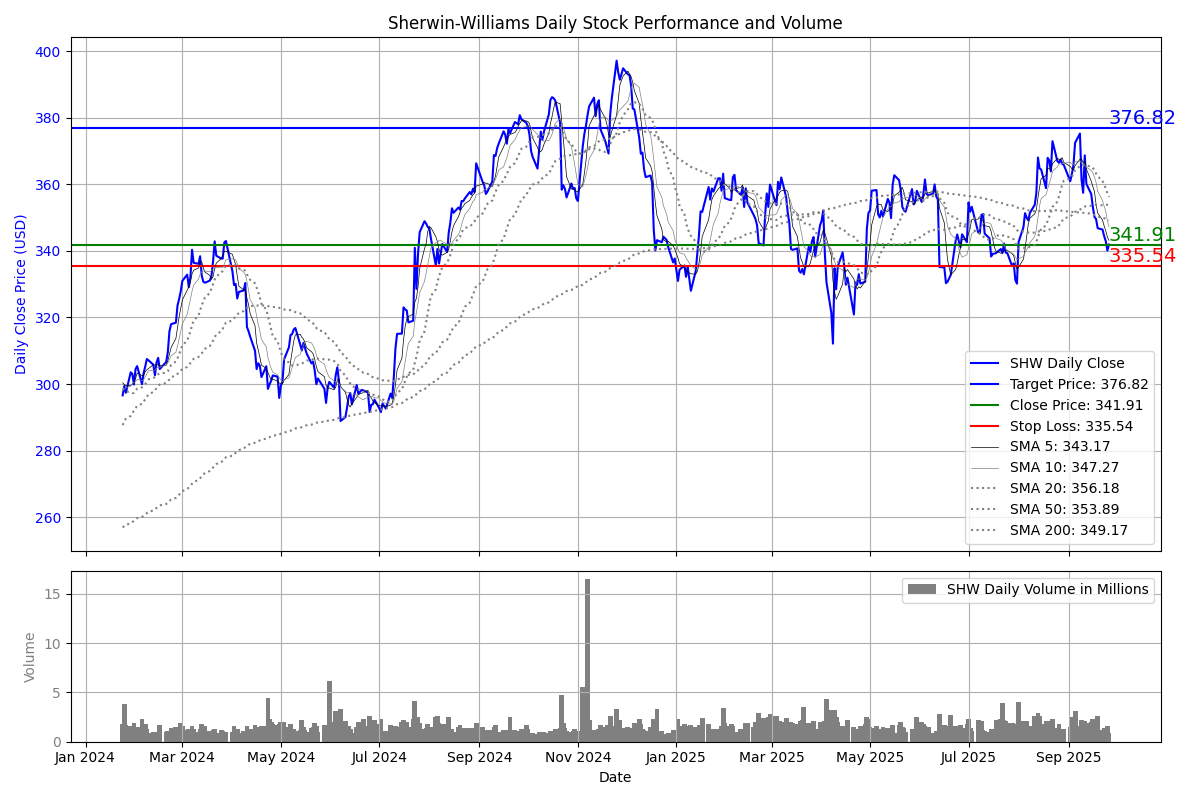 Sherwin-Williams Daily Stock Performance and Volume
Daily Close Price (USD)
400
380
360
340
320
300
280
260
376.82
341.91
335.54
SHW Daily Close
Target Price: 376.82
Close Price: 341.91
Stop Loss: 335.54
SMA 5: 343.17
SMA 10: 347.27
SMA 20: 356.18
SMA 50: 353.89
SMA 200: 349.17
Volume
15
10
5
0
SHW Daily Volume in Millions
Jan 2024
Mar 2024
May 2024
Jul 2024
Sep 2024
Nov 2024
Jan 2025
Mar 2025
May 2025
Jul 2025
Sep 2025
Date